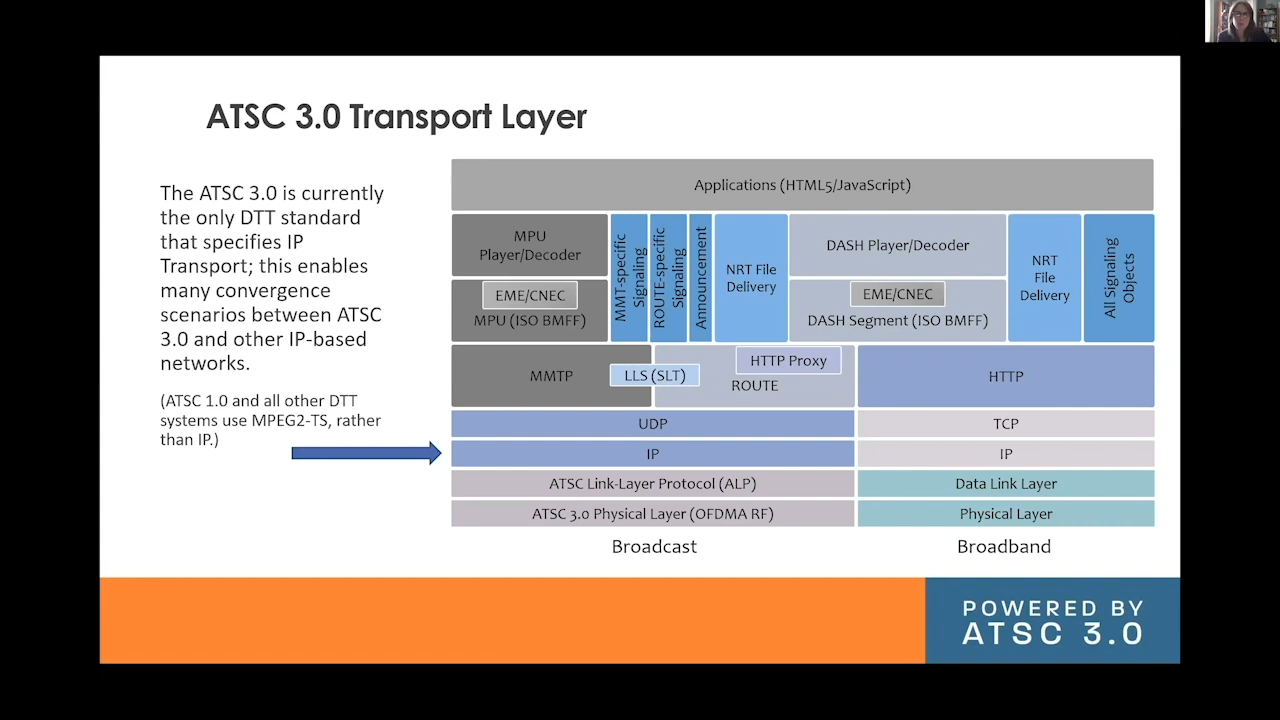 ATSC 3.0 Transport Layer
The ATSC 3.0 is currently
the only DTT standard
that specifies IP
Transport; this enables
many convergence
scenarios between ATSC
3.0 and other IP-based
networks.
(ATSC 1.0 and all other DTT
systems use MPEG2-TS, rather
than IP.)
Applications (HTML5/JavaScript)
MPU
Player/Decoder
MMT-specific
Signaling
ROUTE-specific
Signaling
Announcement
NRT File
Delivery
DASH Player/Decoder
NRT
File
Delivery
All Signaling
Objects
EME/CNEC
MPU (ISO BMFF)
EME/CNEC
DASH Segment (ISO BMFF)
MMTP
LLS (SLT)
HTTP Proxy
ROUTE
HTTP
UDP
TCP
IP
IP
ATSC Link-Layer Protocol (ALP)
Data Link Layer
ATSC 3.0 Physical Layer (OFDMA RF)
Physical Layer
Broadcast
Broadband
POWERED BY
ATSC 3.0